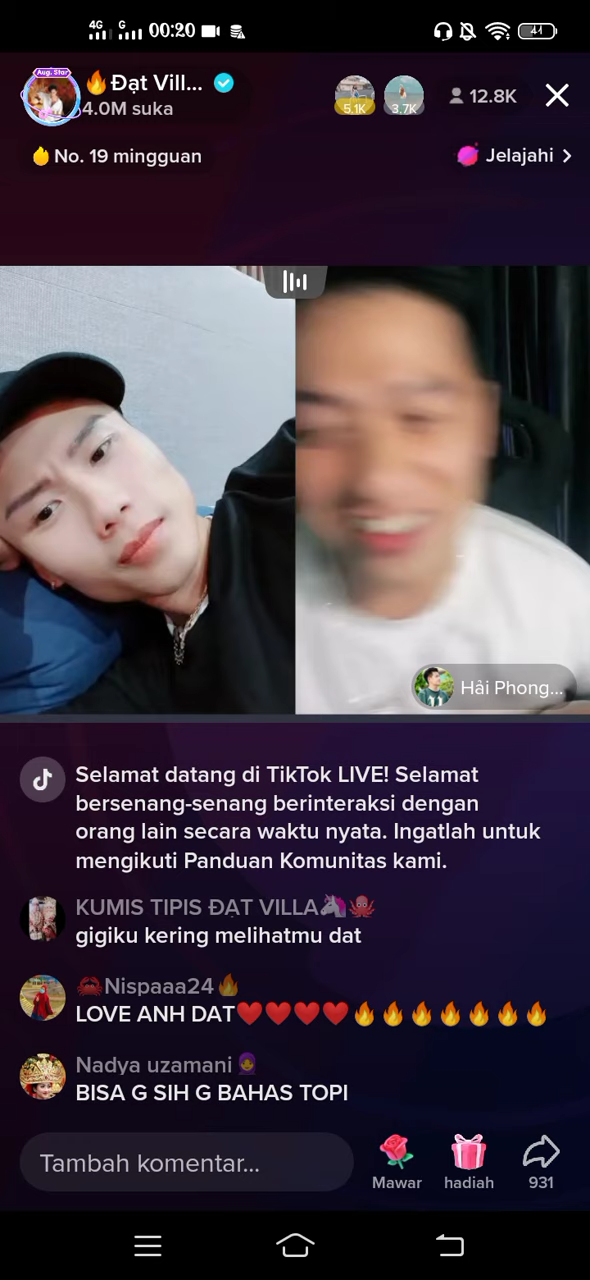 4G G 00:20 41
Aug. Star
🔥Đạt Vill...
4.0M suka
5.1K 3.7K 12.8K
No. 19 mingguan
Jelajahi >
Hải Phong...
Selamat datang di TikTok LIVE! Selamat
bersenang-senang berinteraksi dengan
orang lain secara waktu nyata. Ingatlah untuk
mengikuti Panduan Komunitas kami.
KUMIS TIPIS ĐẠT VILLA🦄🐙
gigiku kering melihatmu dat
🦀Nispaaa24🔥
LOVE ANH DAT❤️❤️❤️❤️🔥🔥🔥🔥🔥🔥🔥
Nadya uzamani🧕
BISA G SIH G BAHAS TOPI
Tambah komentar...
Mawar
hadiah
931